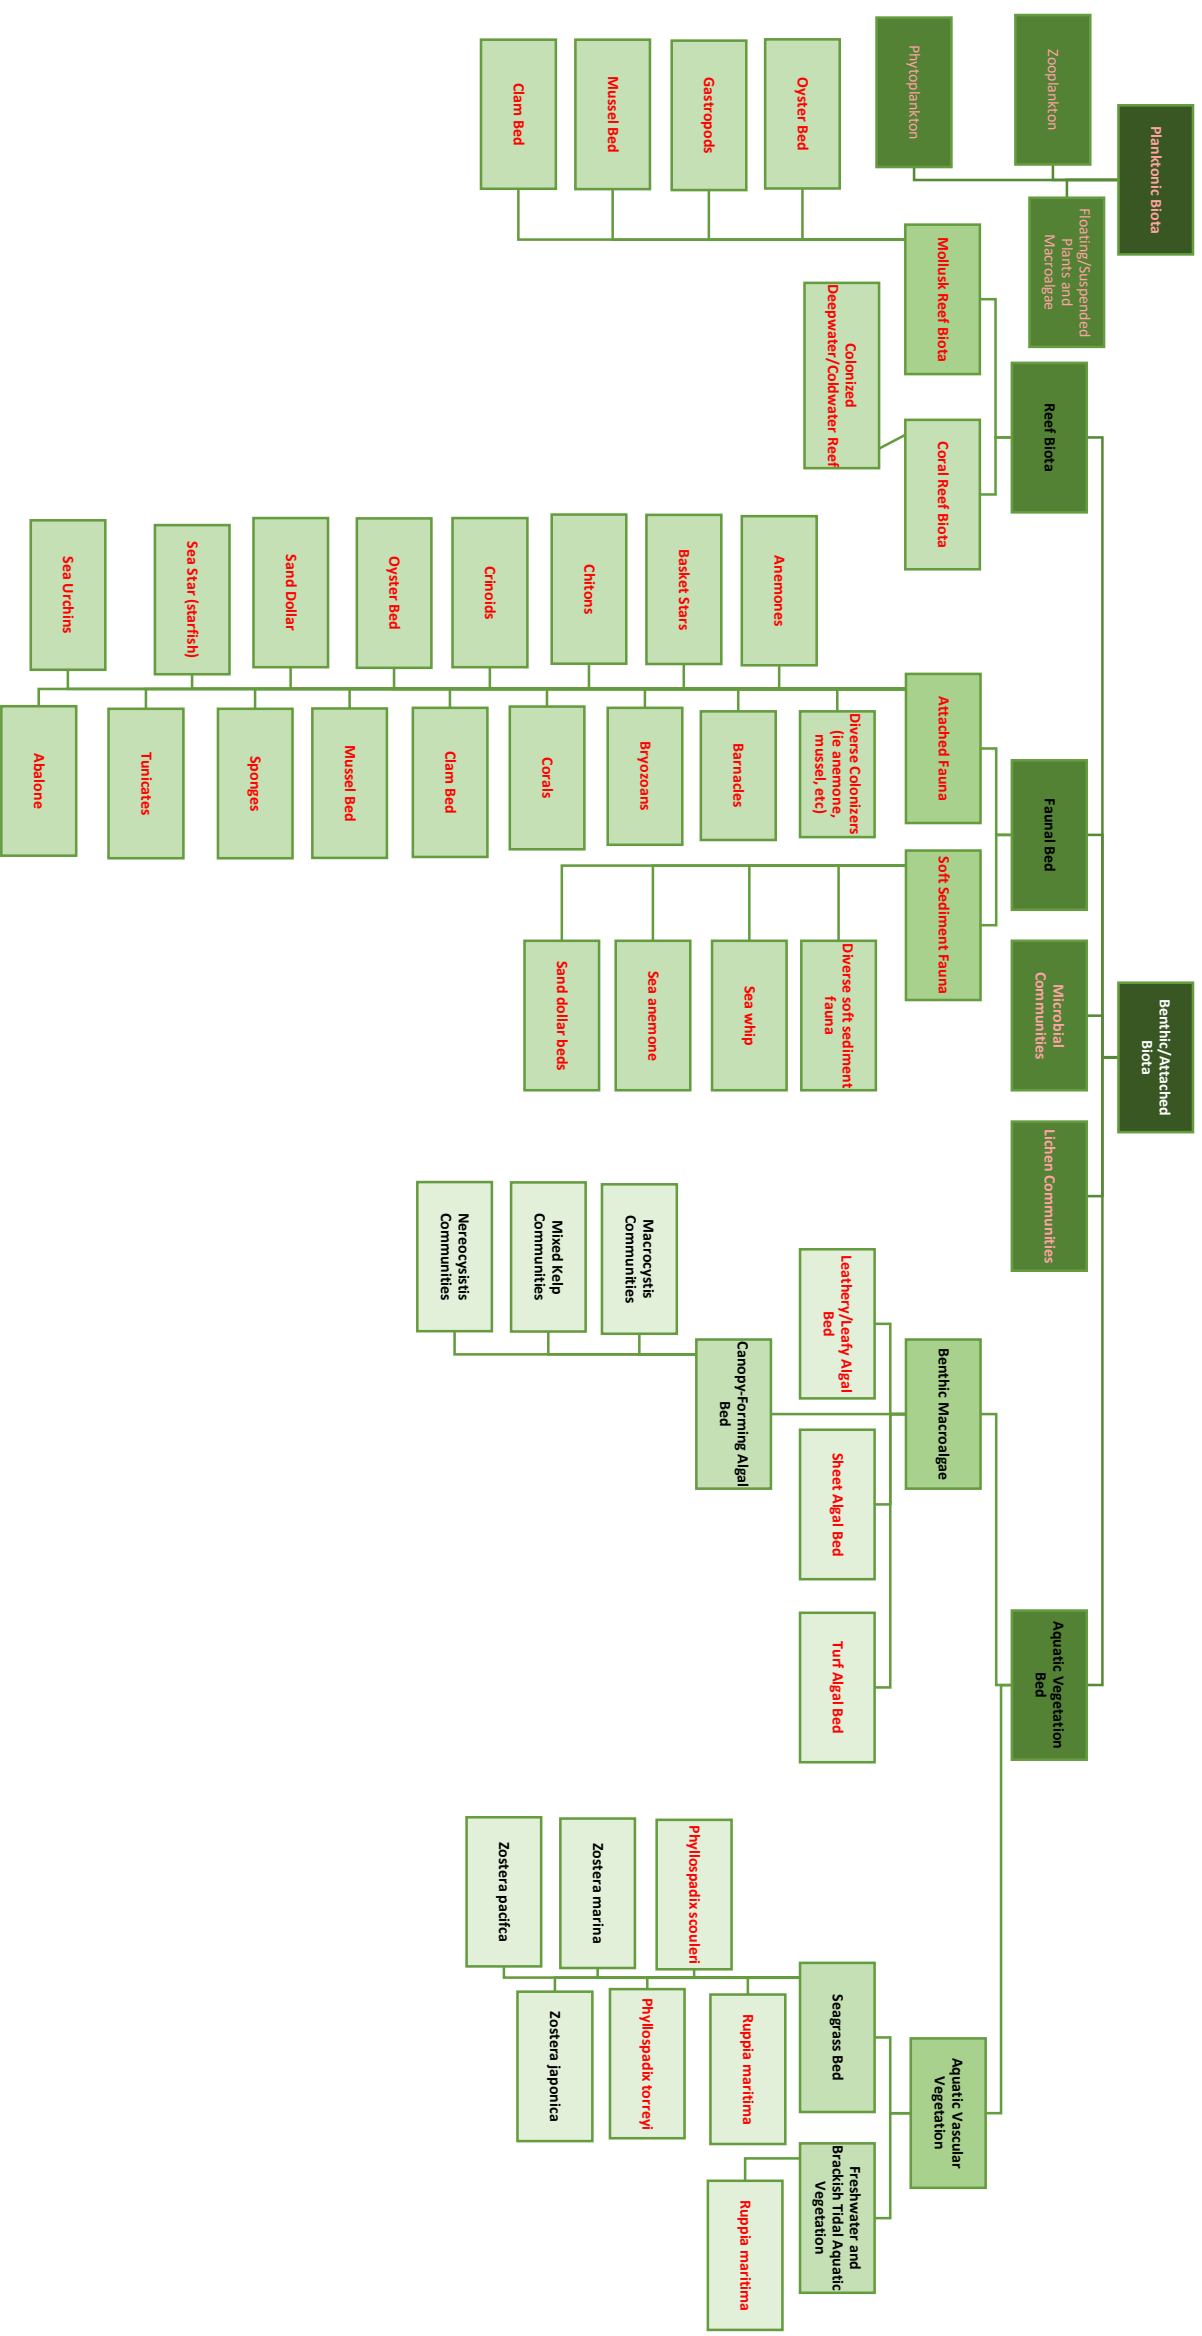 Planktonic Biota
Zooplankton
Phytoplankton
Floating/Suspended
Plants and
Macroalgae
Benthic/Attached
Biota
Reef Biota
Mollusk Reef Biota
Oyster Bed
Gastropods
Mussel Bed
Clam Bed
Coral Reef Biota
Colonized
Deepwater/Coldwater Reef
Faunal Bed
Attached Fauna
Diverse Colonizers
(ie anemone,
mussel, etc)
Anemones
Barnacles
Basket Stars
Bryozoans
Chitons
Corals
Crinoids
Clam Bed
Oyster Bed
Mussel Bed
Sand Dollar
Sponges
Sea Star (starfish)
Tunicates
Sea Urchins
Abalone
Soft Sediment Fauna
Diverse soft sediment
fauna
Sea whip
Sea anemone
Sand dollar beds
Microbial
Communities
Lichen Communities
Aquatic Vegetation
Bed
Benthic Macroalgae
Leathery/Leafy Algal
Bed
Sheet Algal Bed
Turf Algal Bed
Canopy-Forming Algal
Bed
Macrocystis
Communities
Mixed Kelp
Communities
Nereocysistis
Communities
Aquatic Vascular
Vegetation
Seagrass Bed
Ruppia maritima
Phyllospadix scouleri
Phyllospadix torreyi
Zostera marina
Zostera japonica
Zostera pacifca
Freshwater and
Brackish Tidal Aquatic
Vegetation
Ruppia maritima